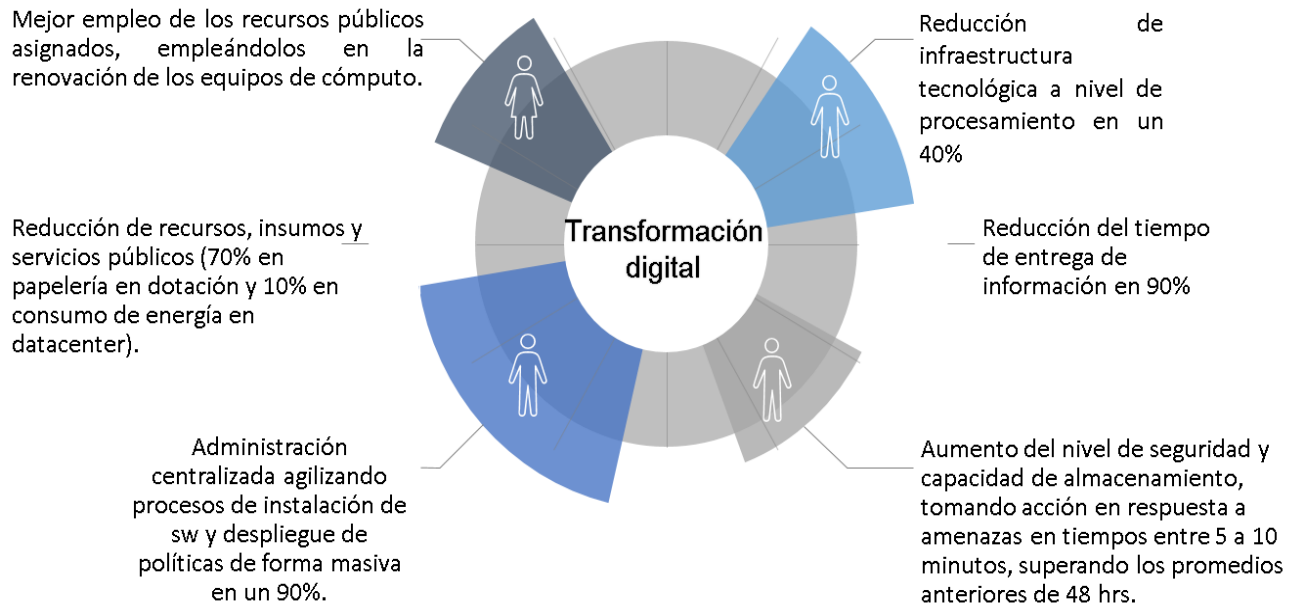 Mejor empleo de los recursos públicos
asignados, empleándolos en la
renovación de los equipos de cómputo.
Reducción de
infraestructura
tecnológica a nivel de
procesamiento en un
40%
Transformación
digital
Reducción de recursos, insumos y
servicios públicos (70% en
papelería en dotación y 10% en
consumo de energía en
datacenter).
Reducción del tiempo
de entrega de
información en 90%
Administración
centralizada agilizando
procesos de instalación de
sw y despliegue de
políticas de forma masiva
en un 90%.
Aumento del nivel de seguridad y
capacidad de almacenamiento,
tomando acción en respuesta a
amenazas en tiempos entre 5 a 10
minutos, superando los promedios
anteriores de 48 hrs.